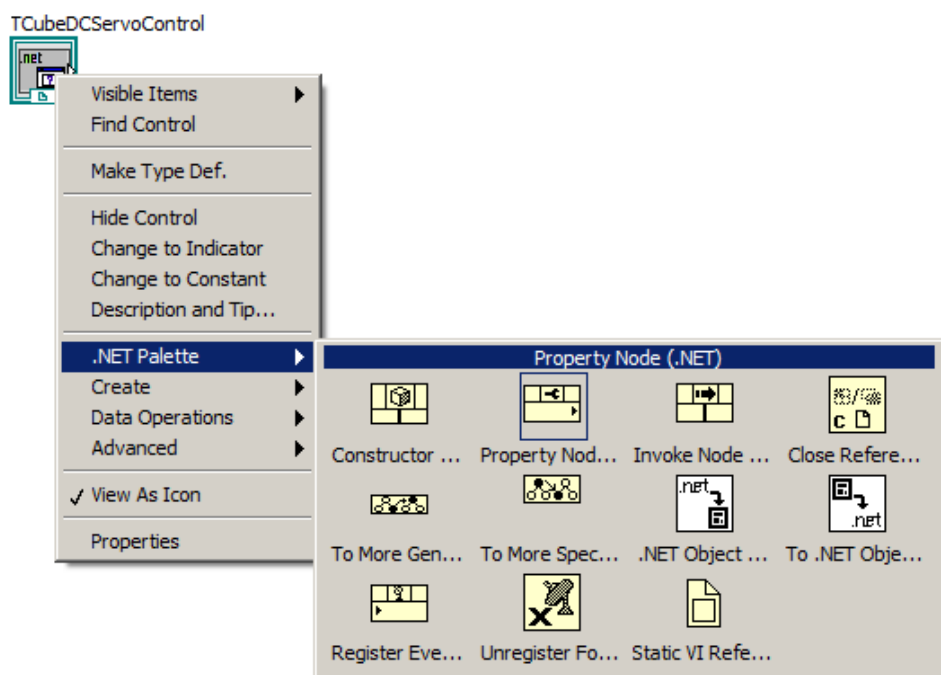 TCubeDCServoControl
.net
?
Visible Items
Find Control
Make Type Def.
Hide Control
Change to Indicator
Change to Constant
Description and Tip...
.NET Palette
Create
Data Operations
Advanced
View As Icon
Properties
Property Node (.NET)
C
Constructor ... Property Nod... Invoke Node ... Close Refere...
.net
.net
To More Gen... To More Spec... .NET Object ... To .NET Obje...
Register Eve... Unregister Fo... Static VI Refe...